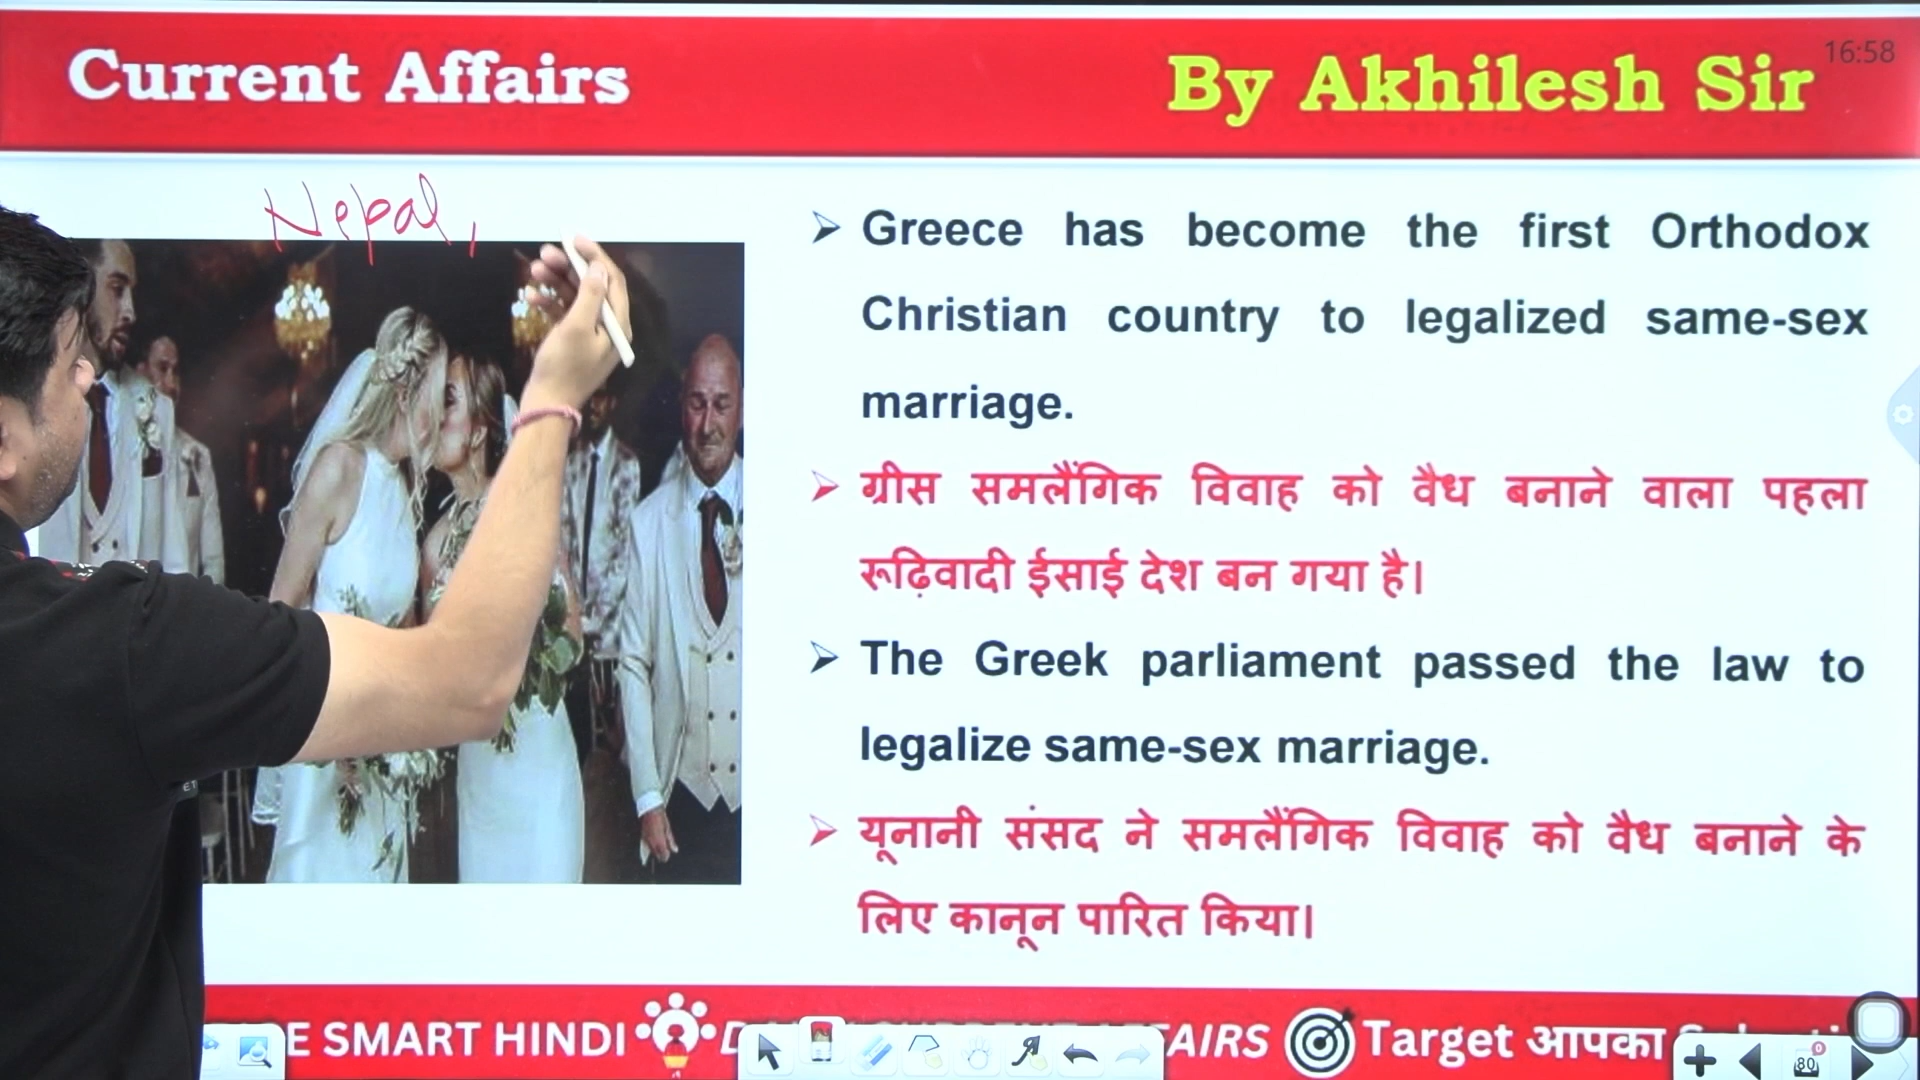 Current Affairs
By Akhilesh Sir
16:58
Nepal,
➢ Greece has become the first Orthodox
Christian country to legalized same-sex
marriage.
➢ ग्रीस समलैंगिक विवाह को वैध बनाने वाला पहला
रूढ़िवादी ईसाई देश बन गया है।
➢ The Greek parliament passed the law to
legalize same-sex marriage.
➢ यूनानी संसद ने समलैंगिक विवाह को वैध बनाने के
लिए कानून पारित किया।
SMART HINDI
Target आपका
80
0